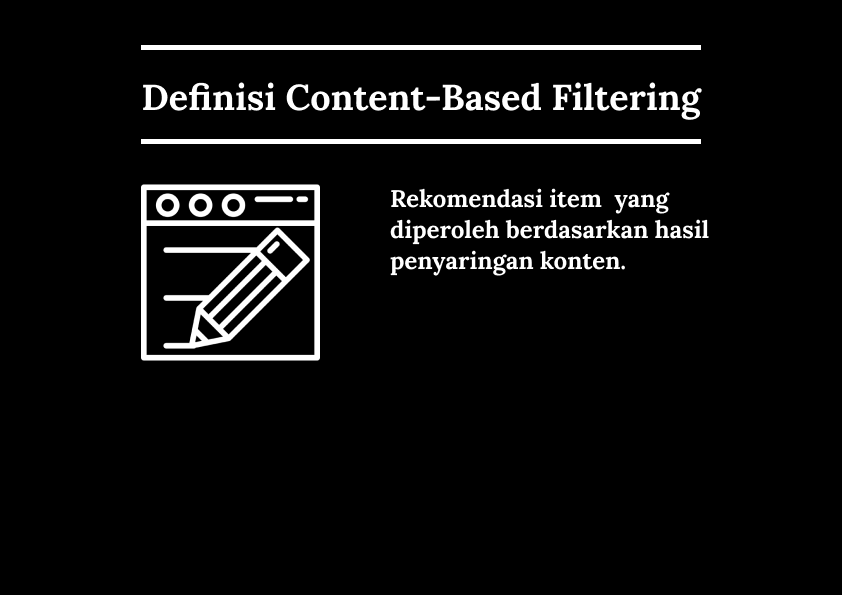 Definisi Content-Based Filtering
Rekomendasi item  yang
diperoleh berdasarkan hasil
penyaringan konten.